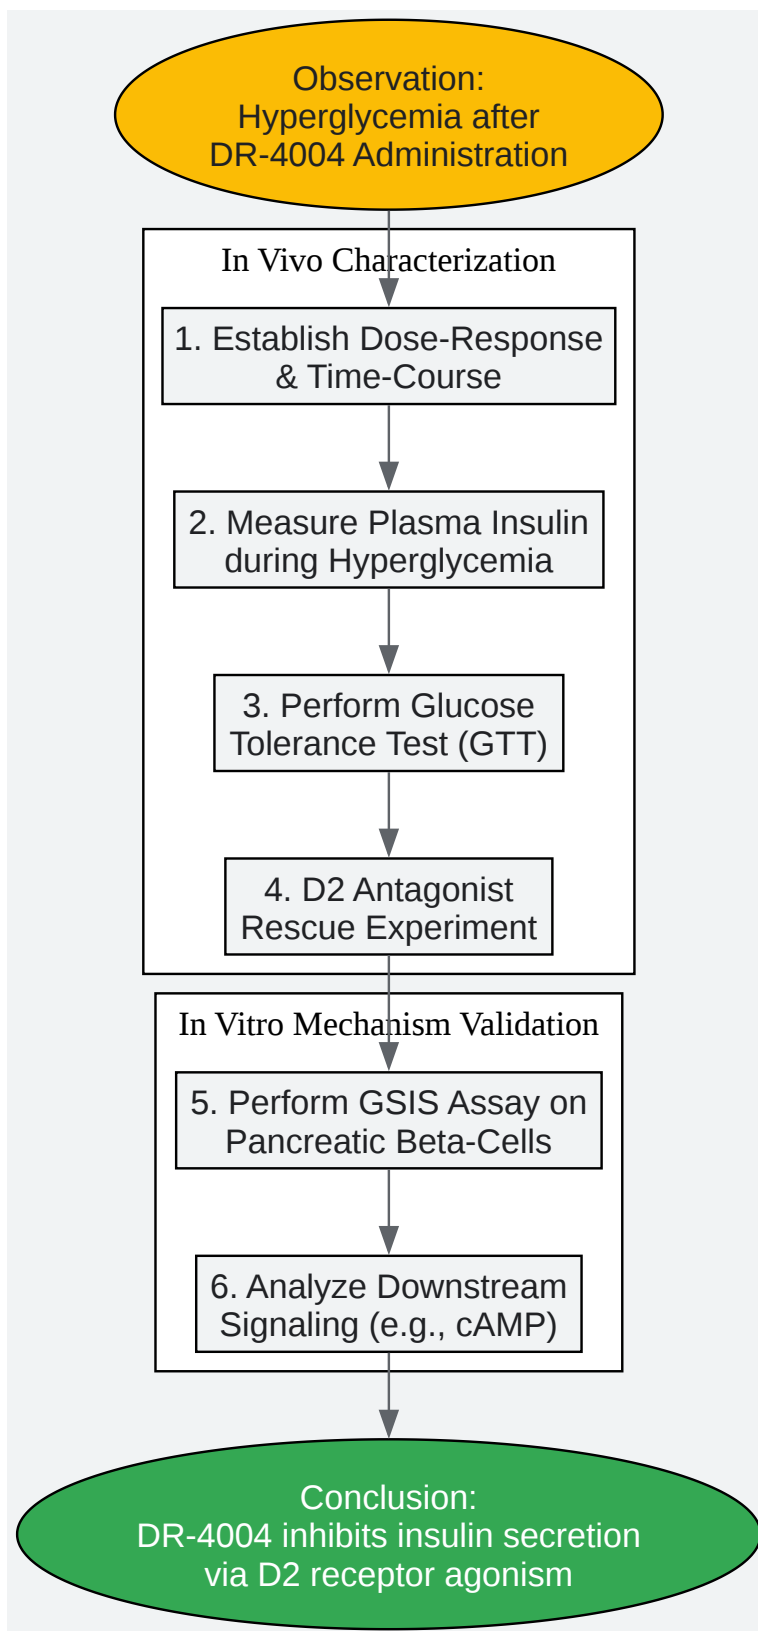 Observation:
Hyperglycemia after
DR-4004 Administration
In Vivo Characterization
1. Establish Dose-Response
& Time-Course
2. Measure Plasma Insulin
during Hyperglycemia
3. Perform Glucose
Tolerance Test (GTT)
4. D2 Antagonist
Rescue Experiment
In Vitro Mechanism Validation
5. Perform GSIS Assay on
Pancreatic Beta-Cells
6. Analyze Downstream
Signaling (e.g., cAMP)
Conclusion:
DR-4004 inhibits insulin secretion
via D2 receptor agonism